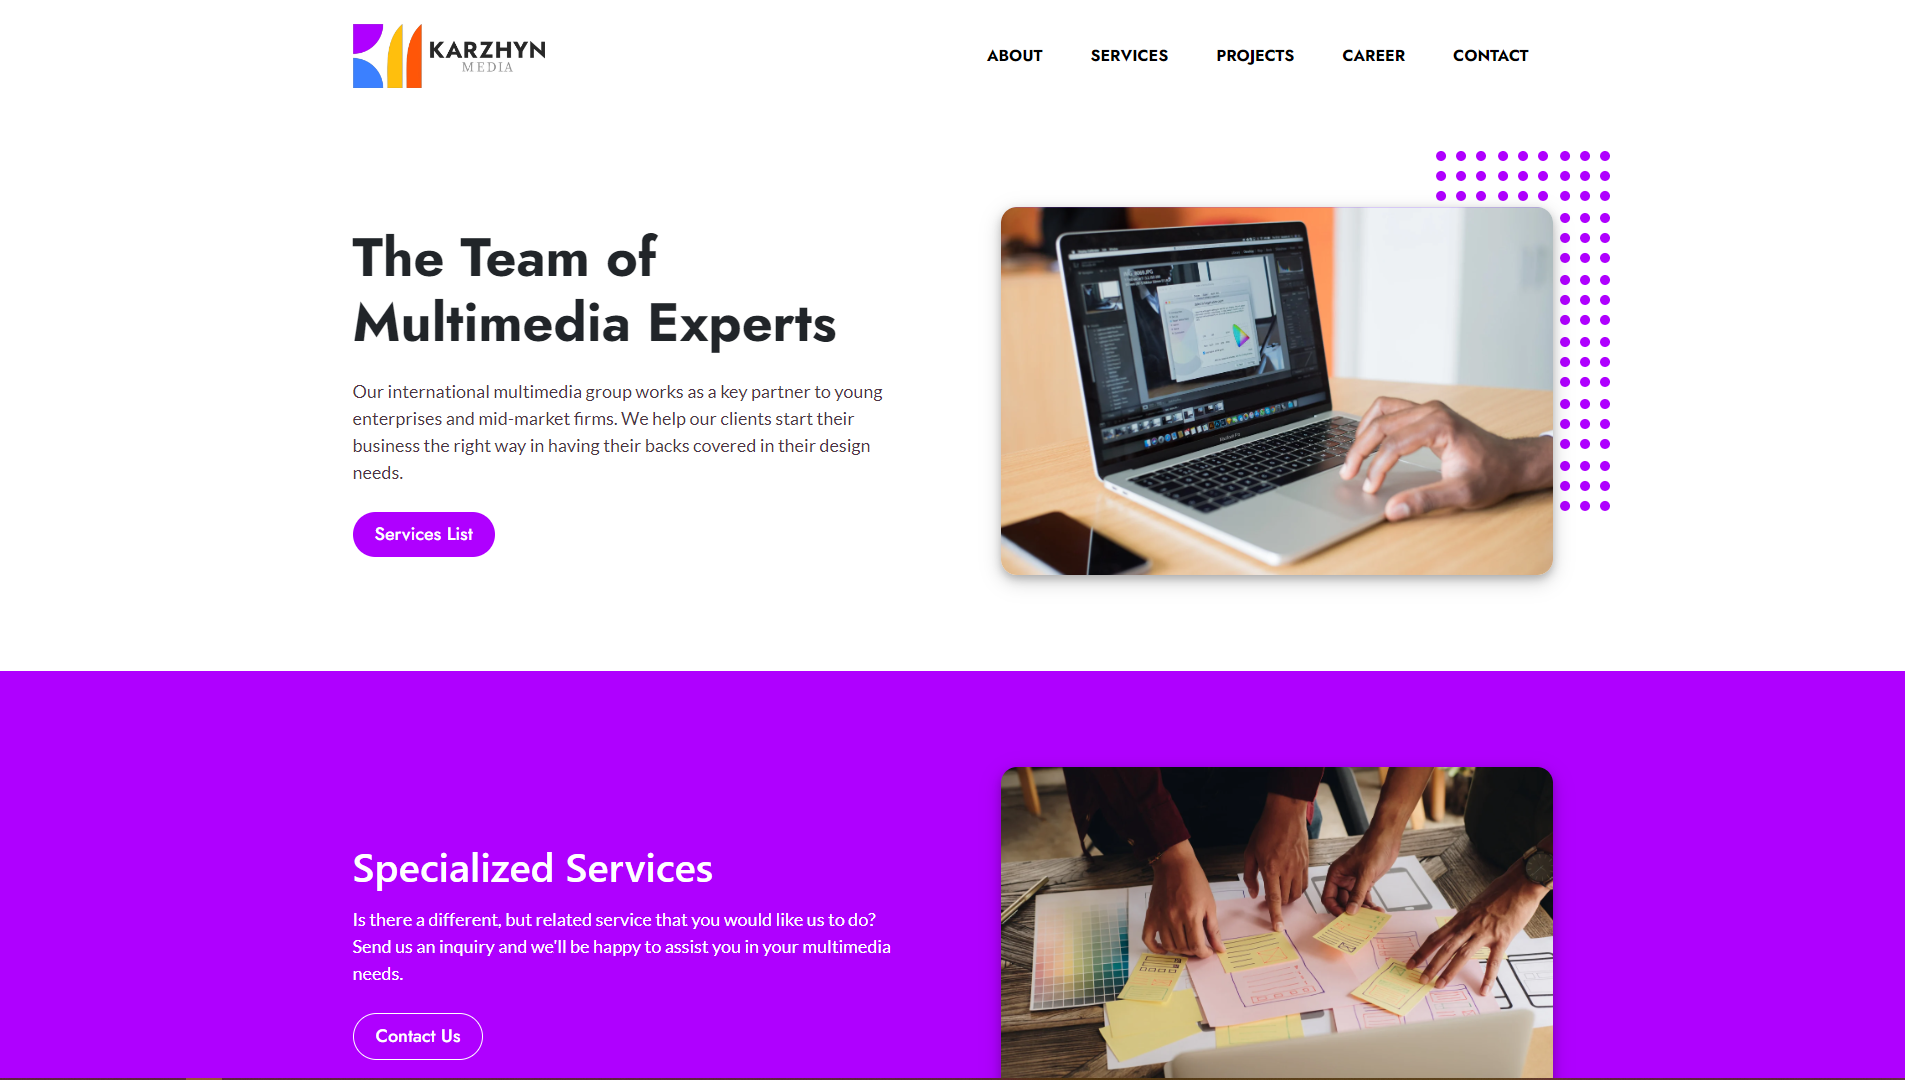 KARZHYN
MEDIA
ABOUT SERVICES PROJECTS CAREER CONTACT
The Team of
Multimedia Experts
Our international multimedia group works as a key partner to young
enterprises and mid-market firms. We help our clients start their
business the right way in having their backs covered in their design
needs.
Services List
Specialized Services
Is there a different, but related service that you would like us to do?
Send us an inquiry and we'll be happy to assist you in your multimedia
needs.
Contact Us